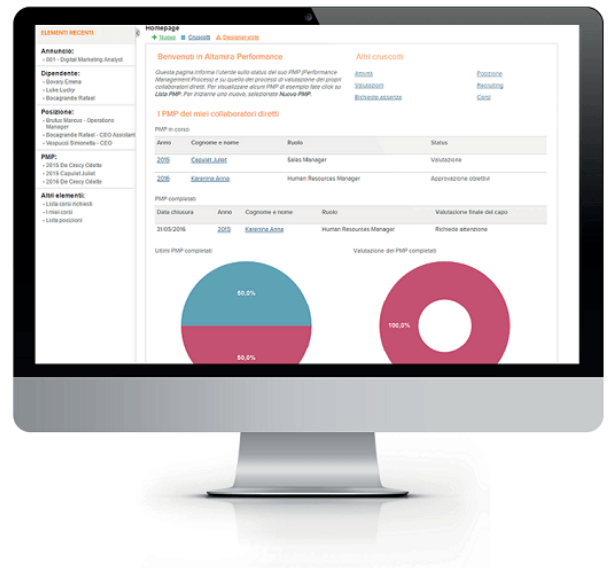 ELEMENTI RECENTI
Annuncio:
- 001 - Digital Marketing Analyst
Dipendente:
- Bovary Emma
- Luke Lucky
- Bocagrande Rafael
Posizione:
- Brutus Marcus - Operations
Manager
- Bocagrande Rafael - CEO Assistant
- Vespucci Simonetta - CEO
PMP:
- 2015 De Crecy Odette
- 2015 Capulet Juliet
- 2016 De Crecy Odette
Altri elementi:
- Lista corsi richiesti
- I miei corsi
- Lista posizioni
Homepage
Nuovo Cruscotti Designer pide
Benvenuti in Altamira Performance
Questa pagina informa l'utente sullo status del suo PMP (Performance
Management Process) e su quello dei processi di valutazione dei propri
collaboratori diretti. Per visualizzare alcuni PMP di esempio fate click su
Lista PMP. Per iniziarne uno nuovo, selezionate Nuovo PMP.
Altri cruscotti
Attività Posizione
Valutazioni Recruiting
Richieste assenze Corsi
I PMP dei miei collaboratori diretti
PMP in corso
Anno Cognome e nome Ruolo Status
2015 Capulet Juliet Sales Manager Valutazione
2016 Karenina Anna Human Resources Manager Approvazione obiettivi
PMP completati
Data chiusura Anno Cognome e nome Ruolo Valutazione finale del capo
31/05/2016 2015 Karenina Anna Human Resources Manager Richiede attenzione
Ultimi PMP completati Valutazione dei PMP completati
50,0%
100,0%
50,0%